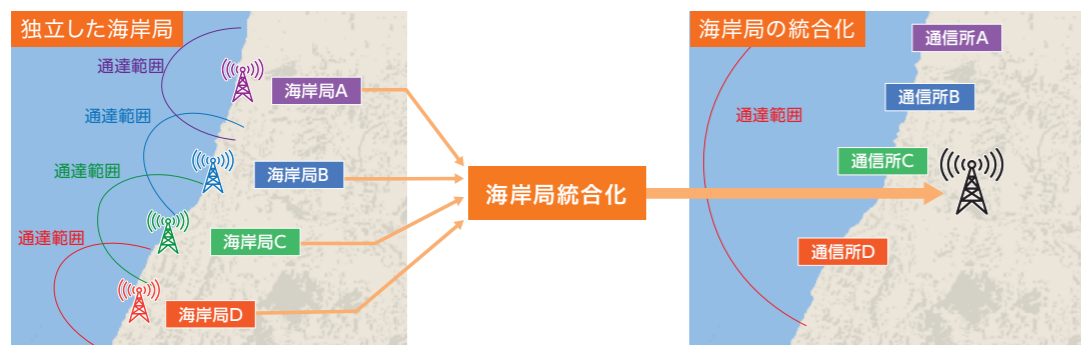 独立した海岸局
通達範囲
海岸局A
通達範囲
海岸局B
通達範囲
海岸局C
通達範囲
海岸局D
海岸局統合化
海岸局の統合化
通信所A
通信所B
通達範囲
通信所C
通信所D